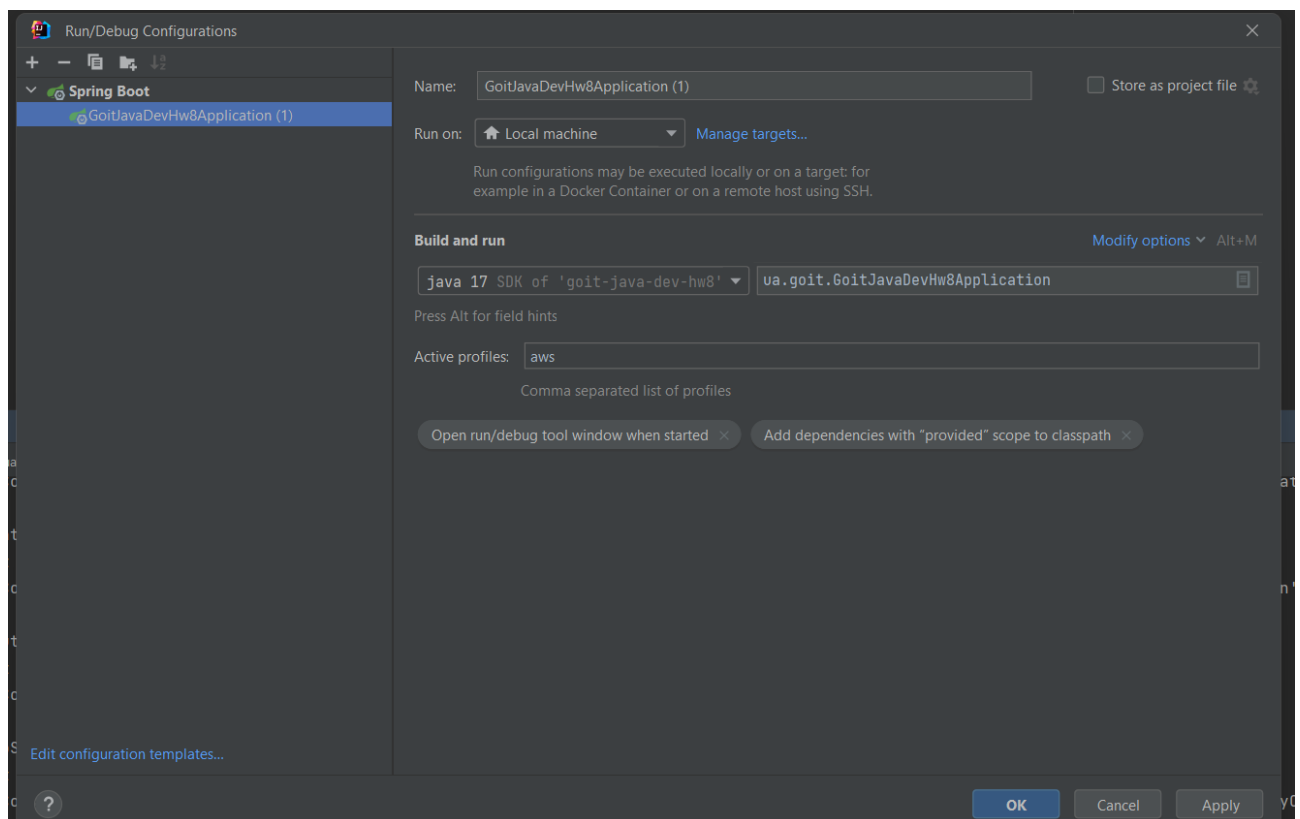 Run/Debug Configurations
Spring Boot
GoitJavaDevHw8Application (1)
Edit configuration templates...
?
Name: GoitJavaDevHw8Application (1) Store as project file
Run on: Local machine Manage targets...
Run configurations may be executed locally or on a target: for
example in a Docker Container or on a remote host using SSH.
Build and run Modify options Alt+M
java 17 SDK of 'goit-java-dev-hw8' ua.goit.GoitJavaDevHw8Application
Press Alt for field hints
Active profiles: aws
Comma separated list of profiles
Open run/debug tool window when started Add dependencies with "provided" scope to classpath
OK Cancel Apply